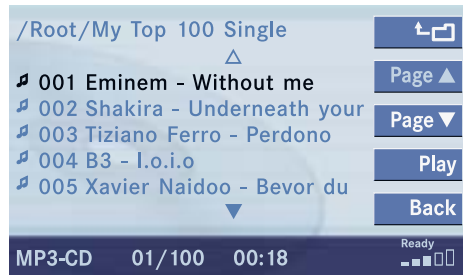 /Root/My Top 100 Single
001 Eminem - Without me
Page ▲
002 Shakira - Underneath your
003 Tiziano Ferro - Perdono
Page ▼
004 B3 - I.o.i.o
Play
005 Xavier Naidoo - Bevor du
Back
MP3-CD 01/100 00:18
Ready